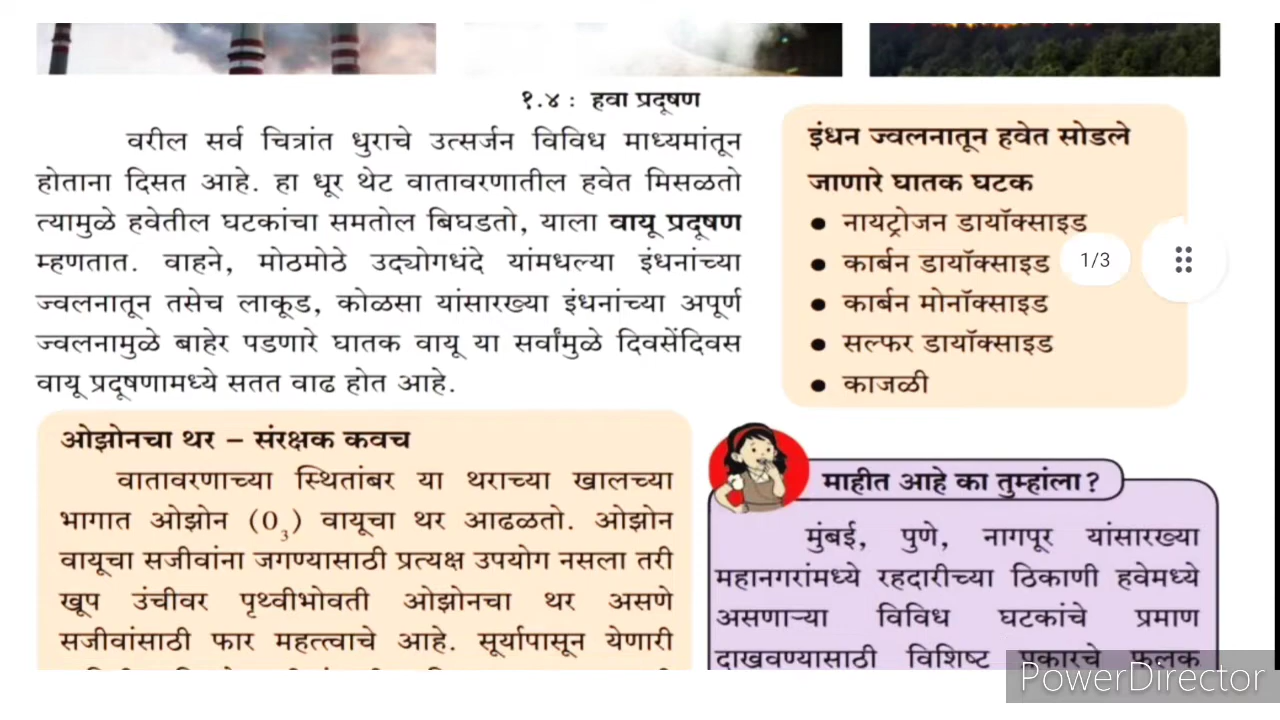 १.४ : हवा प्रदूषण
वरील सर्व चित्रांत धुराचे उत्सर्जन विविध माध्यमांतून
होताना दिसत आहे. हा धूर थेट वातावरणातील हवेत मिसळतो
त्यामुळे हवेतील घटकांचा समतोल बिघडतो, याला वायू प्रदूषण
म्हणतात. वाहने, मोठमोठे उद्योगधंदे यांमधल्या इंधनांच्या
ज्वलनातून तसेच लाकूड, कोळसा यांसारख्या इंधनांच्या अपूर्ण
ज्वलनामुळे बाहेर पडणारे घातक वायू या सर्वांमुळे दिवसेंदिवस
वायू प्रदूषणामध्ये सतत वाढ होत आहे.
इंधन ज्वलनातून हवेत सोडले
जाणारे घातक घटक
● नायट्रोजन डायॉक्साइड
● कार्बन डायॉक्साइड
● कार्बन मोनॉक्साइड
● सल्फर डायॉक्साइड
● काजळी
1/3
ओझोनचा थर – संरक्षक कवच
वातावरणाच्या स्थितांबर या थराच्या खालच्या
भागात ओझोन (O₃) वायूचा थर आढळतो. ओझोन
वायूचा सजीवांना जगण्यासाठी प्रत्यक्ष उपयोग नसला तरी
खूप उंचीवर पृथ्वीभोवती ओझोनचा थर असणे
सजीवांसाठी फार महत्त्वाचे आहे. सूर्यापासून येणारी
माहीत आहे का तुम्हांला ?
मुंबई, पुणे, नागपूर यांसारख्या
महानगरांमध्ये रहदारीच्या ठिकाणी हवेमध्ये
असणाऱ्या विविध घटकांचे प्रमाण
दाखवण्यासाठी विशिष्ट प्रकारचे फलक
PowerDirector